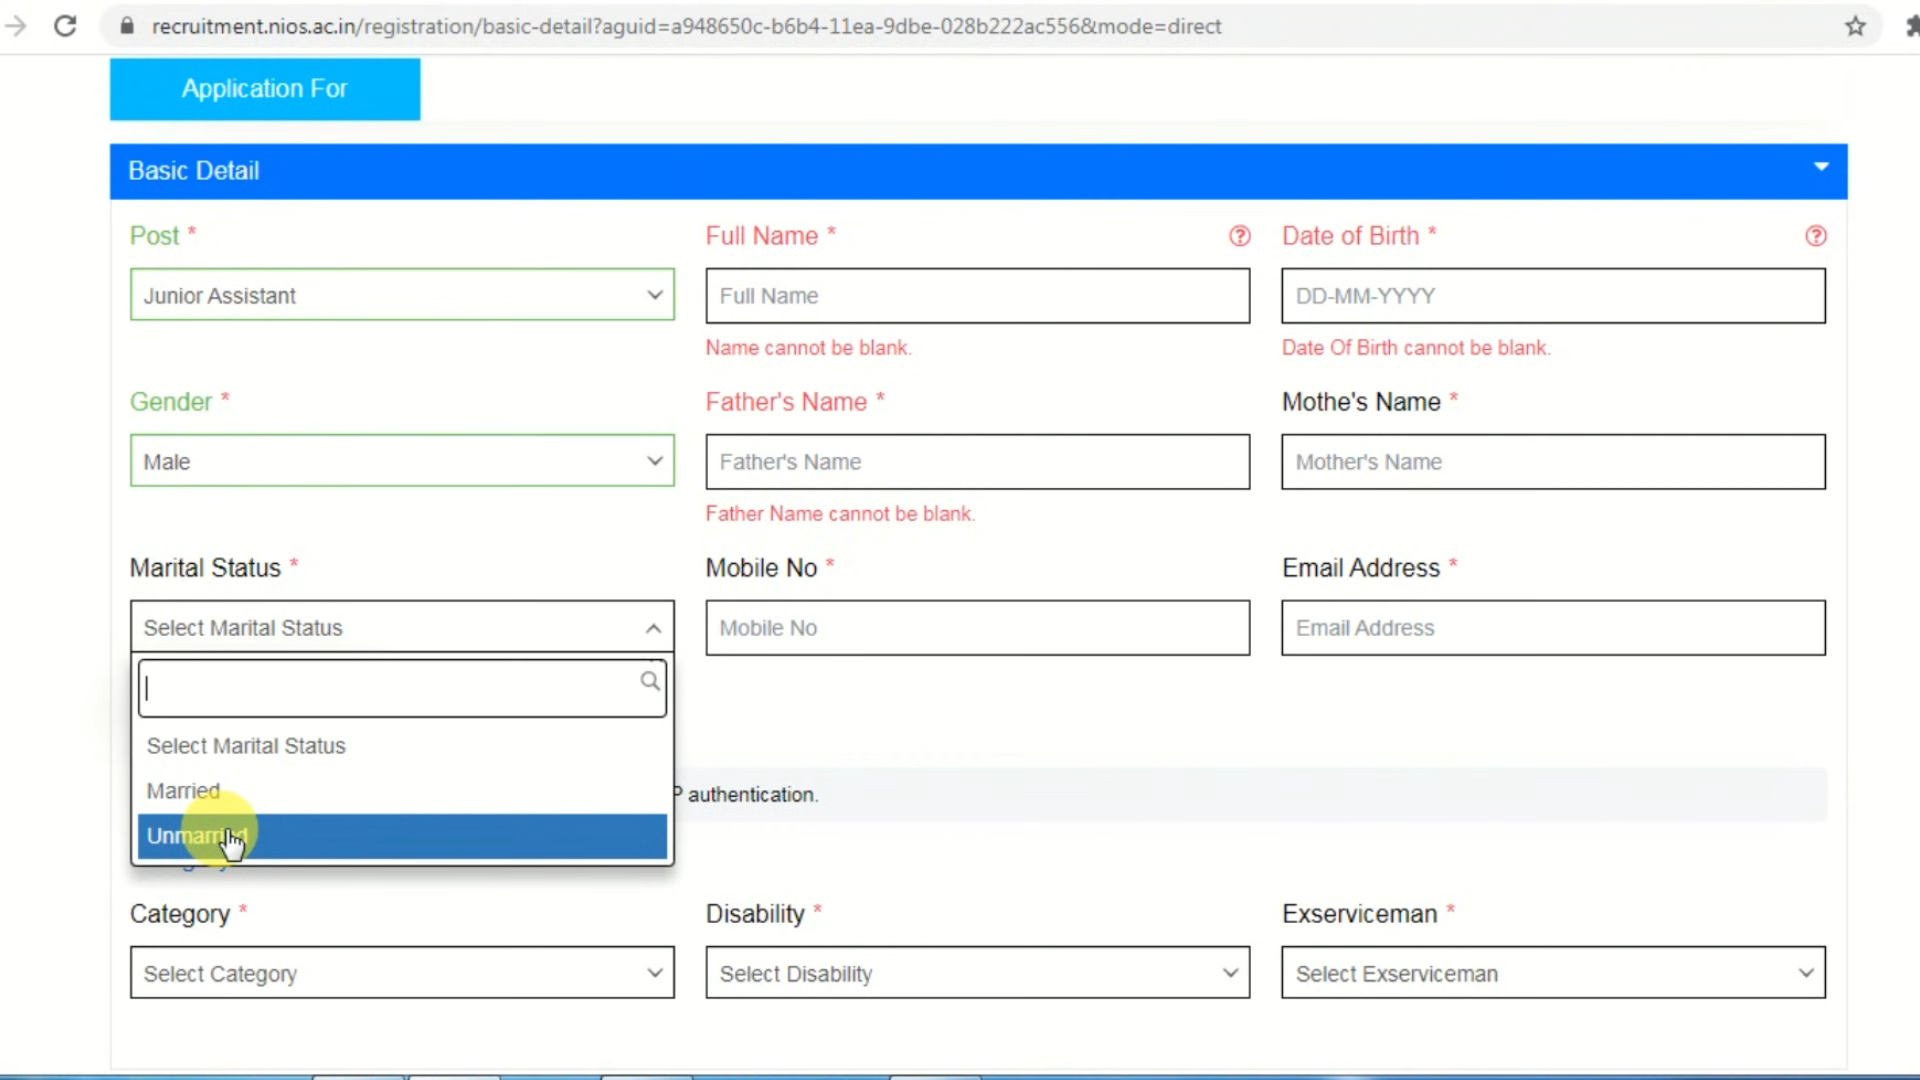 recruitment.nios.ac.in/registration/basic-detail?aguid=a948650c-b6b4-11ea-9dbe-028b222ac556&mode=direct
Application For
Basic Detail
Post *
Full Name *
Date of Birth *
Junior Assistant
Full Name
DD-MM-YYYY
Name cannot be blank.
Date Of Birth cannot be blank.
Gender *
Father's Name *
Mothe's Name *
Male
Father's Name
Mother's Name
Father Name cannot be blank.
Marital Status *
Mobile No *
Email Address *
Select Marital Status
Mobile No
Email Address
Select Marital Status
Married
P authentication.
Unmarried
Category *
Disability *
Exserviceman *
Select Category
Select Disability
Select Exserviceman